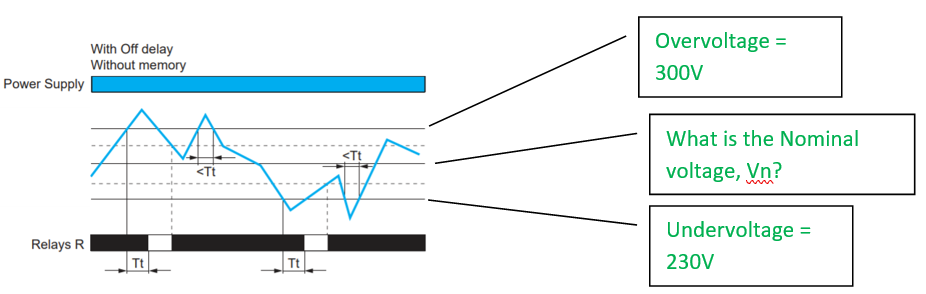 With Off delay
Without memory
Power Supply
<Tt
<Tt
Relays R
Tt
Tt
Overvoltage =
300V
What is the Nominal
voltage, Vn?
Undervoltage =
230V